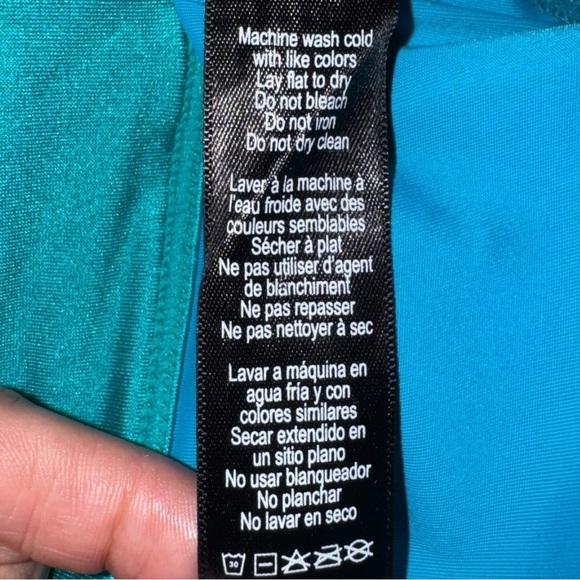 Machine wash cold
with like colors
Lay flat to dry
Do not bleach
Do not iron
Do not dry clean
Laver à la machine à
l'eau froide avec des
couleurs semblables
Sécher à plat
Ne pas utiliser d'agent
de blanchiment
Ne pas repasser
Ne pas nettoyer à sec
Lavar a máquina en
agua fría y con
colores similares
Secar extendido en
un sitio plano
No usar blanqueador
No planchar
No lavar en seco
30